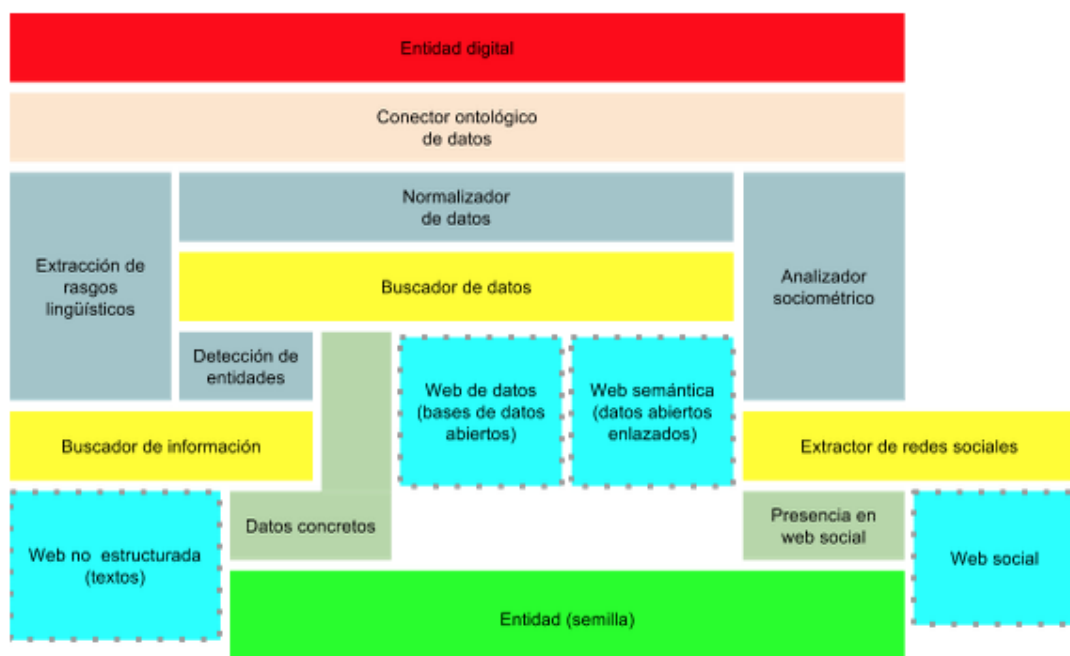 Entidad digital
Conector ontológico
de datos
Normalizador
de datos
Extracción de
rasgos
lingüísticos
Buscador de datos
Analizador
sociométrico
Detección de
entidades
Web de datos
(bases de datos
abiertos)
Web semántica
(datos abiertos
enlazados)
Buscador de información
Extractor de redes sociales
Datos concretos
Presencia en
web social
Web no estructurada
(textos)
Web social
Entidad (semilla)